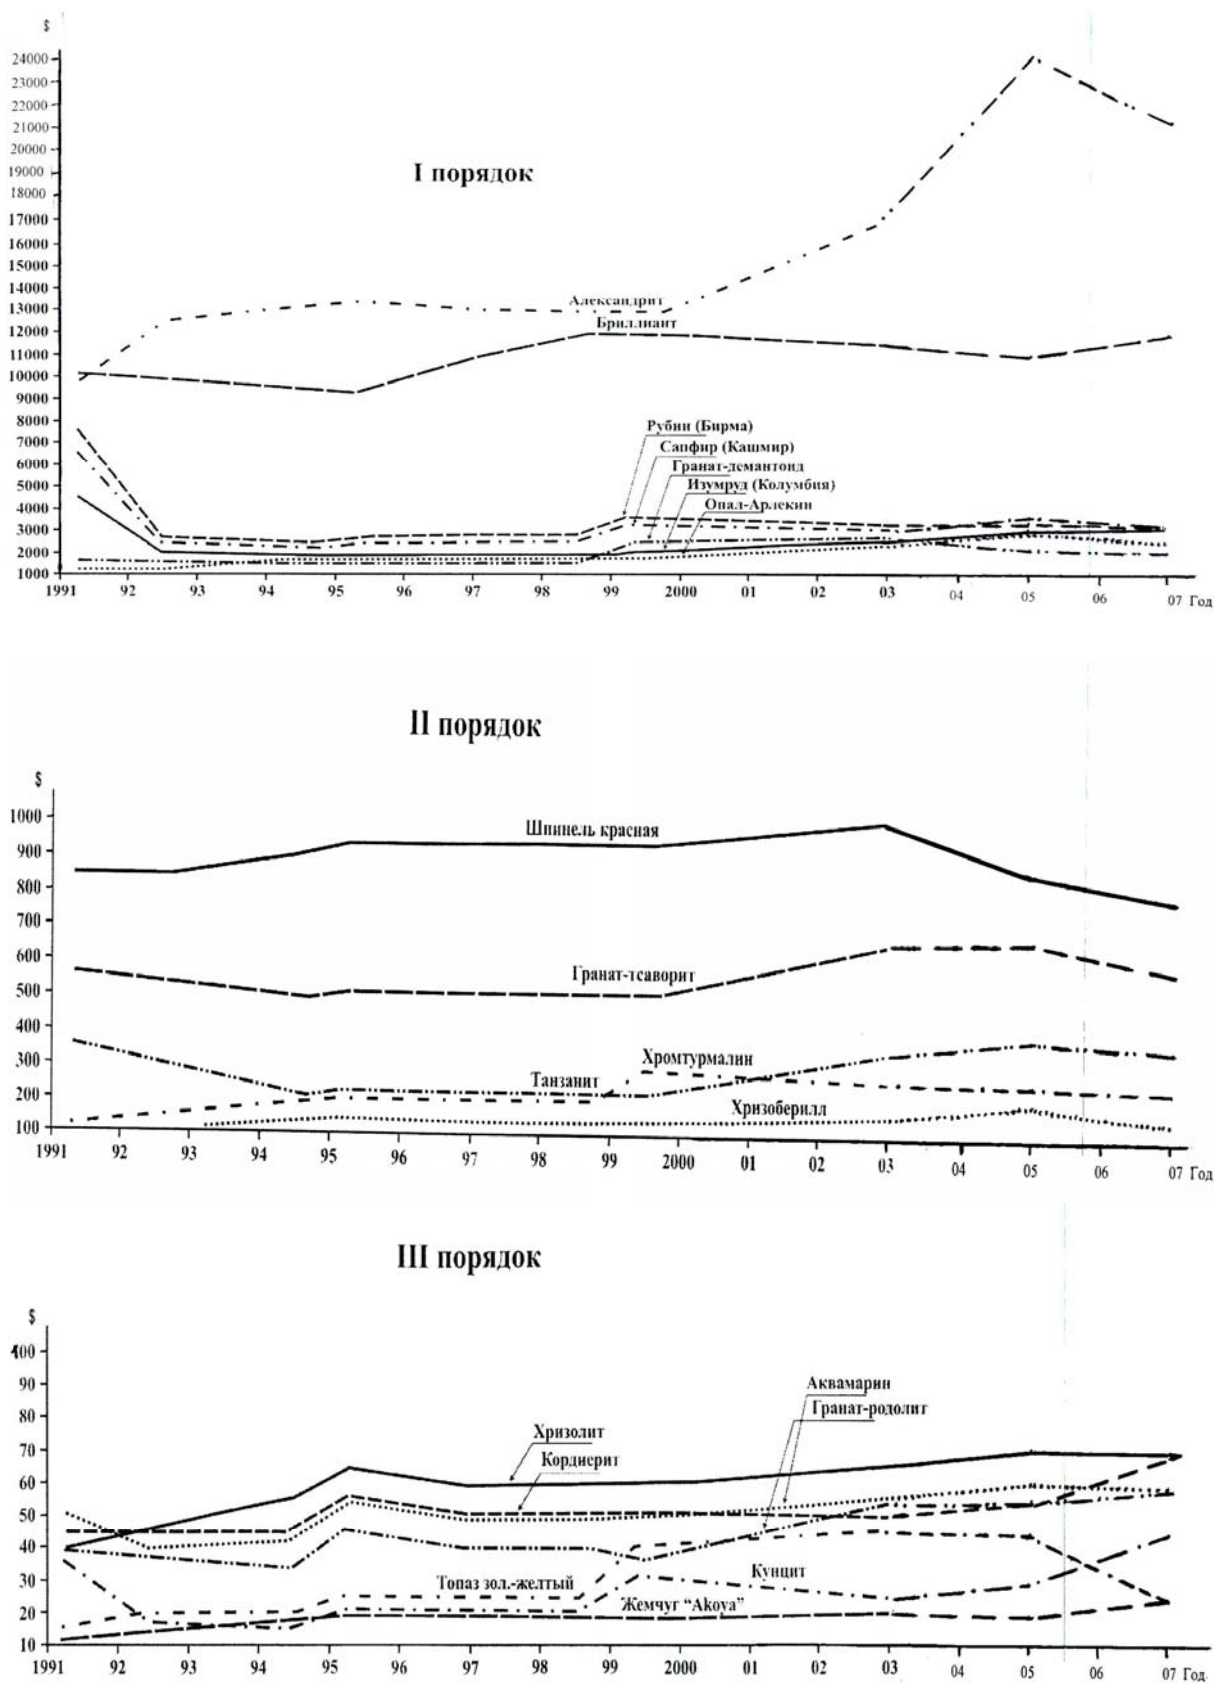 $
24000
23000
22000
21000
20000
19000
18000
17000
16000
15000
14000
13000
12000
11000
10000
9000
8000
7000
6000
5000
4000
3000
2000
1000
I порядок
Александрит
Бриллиант
Рубин (Бирма)
Сапфир (Кашмир)
Гранат-демантоид
Изумруд (Колумбия)
Опал-Арлекин
1991 92 93 94 95 96 97 98 99 2000 01 02 03 04 05 06 07 Год
II порядок
$
1000
900
800
700
600
500
400
300
200
100
Шпинель красная
Гранат-тсаворит
Хромтурмалин
Танзанит
Хризоберилл
1991 92 93 94 95 96 97 98 99 2000 01 02 03 04 05 06 07 Год
III порядок
$
100
90
80
70
60
50
40
30
20
10
Аквамарин
Гранат-родолит
Хризолит
Кордиерит
Кунцит
Топаз зол.-желтый
Жемчуг “Akoya”
1991 92 93 94 95 96 97 98 99 2000 01 02 03 04 05 06 07 Год